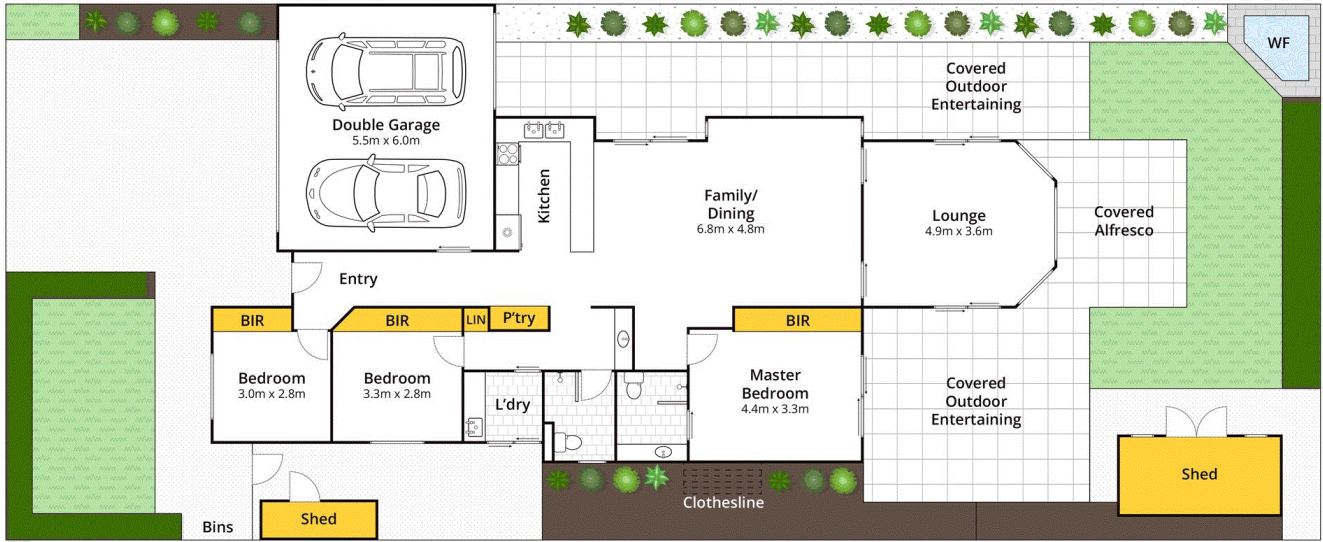 WF
Covered
Outdoor
Entertaining
Double Garage
5.5m x 6.0m
Kitchen
Family/
Dining
6.8m x 4.8m
Lounge
4.9m x 3.6m
Covered
Alfresco
Entry
BIR
BIR
LIN
P'try
BIR
Bedroom
3.0m x 2.8m
Bedroom
3.3m x 2.8m
L'dry
Master
Bedroom
4.4m x 3.3m
Covered
Outdoor
Entertaining
Shed
Clothesline
Shed
Bins